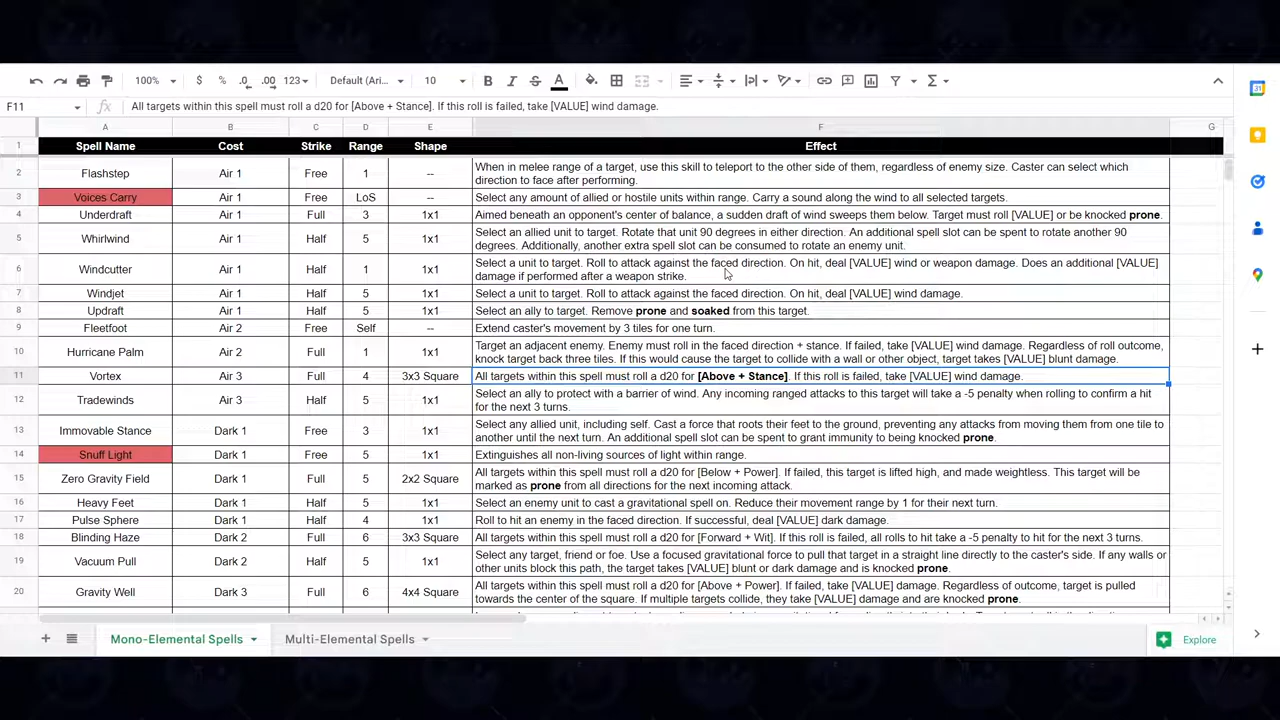 100% $ % .0 .00 123 Default (Ari... 10 B I S A
F11 fx All targets within this spell must roll a d20 for [Above + Stance]. If this roll is failed, take [VALUE] wind damage.
A B C D E F G
1 Spell Name Cost Strike Range Shape Effect
2 Flashstep Air 1 Free 1 -- When in melee range of a target, use this skill to teleport to the other side of them, regardless of enemy size. Caster can select which
direction to face after performing.
3 Voices Carry Air 1 Free LoS -- Select any amount of allied or hostile units within range. Carry a sound along the wind to all selected targets.
4 Underdraft Air 1 Full 3 1x1 Aimed beneath an opponent's center of balance, a sudden draft of wind sweeps them below. Target must roll [VALUE] or be knocked prone.
5 Whirlwind Air 1 Half 5 1x1 Select an allied unit to target. Rotate that unit 90 degrees in either direction. An additional spell slot can be spent to rotate another 90
degrees. Additionally, another extra spell slot can be consumed to rotate an enemy unit.
6 Windcutter Air 1 Half 1 1x1 Select a unit to target. Roll to attack against the faced direction. On hit, deal [VALUE] wind or weapon damage. Does an additional [VALUE]
damage if performed after a weapon strike.
7 Windjet Air 1 Half 5 1x1 Select a unit to target. Roll to attack against the faced direction. On hit, deal [VALUE] wind damage.
8 Updraft Air 1 Half 5 1x1 Select an ally to target. Remove prone and soaked from this target.
9 Fleetfoot Air 2 Free Self -- Extend caster's movement by 3 tiles for one turn.
10 Hurricane Palm Air 2 Full 1 1x1 Target an adjacent enemy. Enemy must roll in the faced direction + stance. If failed, take [VALUE] wind damage. Regardless of roll outcome,
knock target back three tiles. If this would cause the target to collide with a wall or other object, target takes [VALUE] blunt damage.
11 Vortex Air 3 Full 4 3x3 Square All targets within this spell must roll a d20 for [Above + Stance]. If this roll is failed, take [VALUE] wind damage.
12 Tradewinds Air 3 Half 5 1x1 Select an ally to protect with a barrier of wind. Any incoming ranged attacks to this target will take a -5 penalty when rolling to confirm a hit
for the next 3 turns.
13 Immovable Stance Dark 1 Free 3 1x1 Select any allied unit, including self. Cast a force that roots their feet to the ground, preventing any attacks from moving them from one tile to
another until the next turn. An additional spell slot can be spent to grant immunity to being knocked prone.
14 Snuff Light Dark 1 Free 5 1x1 Extinguishes all non-living sources of light within range.
15 Zero Gravity Field Dark 1 Full 5 2x2 Square All targets within this spell must roll a d20 for [Below + Power]. If failed, this target is lifted high, and made weightless. This target will be
marked as prone from all directions for the next incoming attack.
16 Heavy Feet Dark 1 Half 5 1x1 Select an enemy unit to cast a gravitational spell on. Reduce their movement range by 1 for their next turn.
17 Pulse Sphere Dark 1 Half 4 1x1 Roll to hit an enemy in the faced direction. If successful, deal [VALUE] dark damage.
18 Blinding Haze Dark 2 Full 6 3x3 Square All targets within this spell must roll a d20 for [Forward + Wit]. If failed, all rolls to hit take a -5 penalty to hit for the next 3 turns.
19 Vacuum Pull Dark 2 Half 5 1x1 Select any target, friend or foe. Use a focused gravitational force to pull that target in a straight line directly to the caster's side. If any walls or
other units block this path, the target takes [VALUE] blunt or dark damage and is knocked prone.
20 Gravity Well Dark 3 Full 6 4x4 Square All targets within this spell must roll a d20 for [Above + Power]. If failed, take [VALUE] damage. Regardless of outcome, target is pulled
towards the center of the square. If multiple targets collide, they take [VALUE] damage and are knocked prone.
Mono-Elemental Spells Multi-Elemental Spells Explore